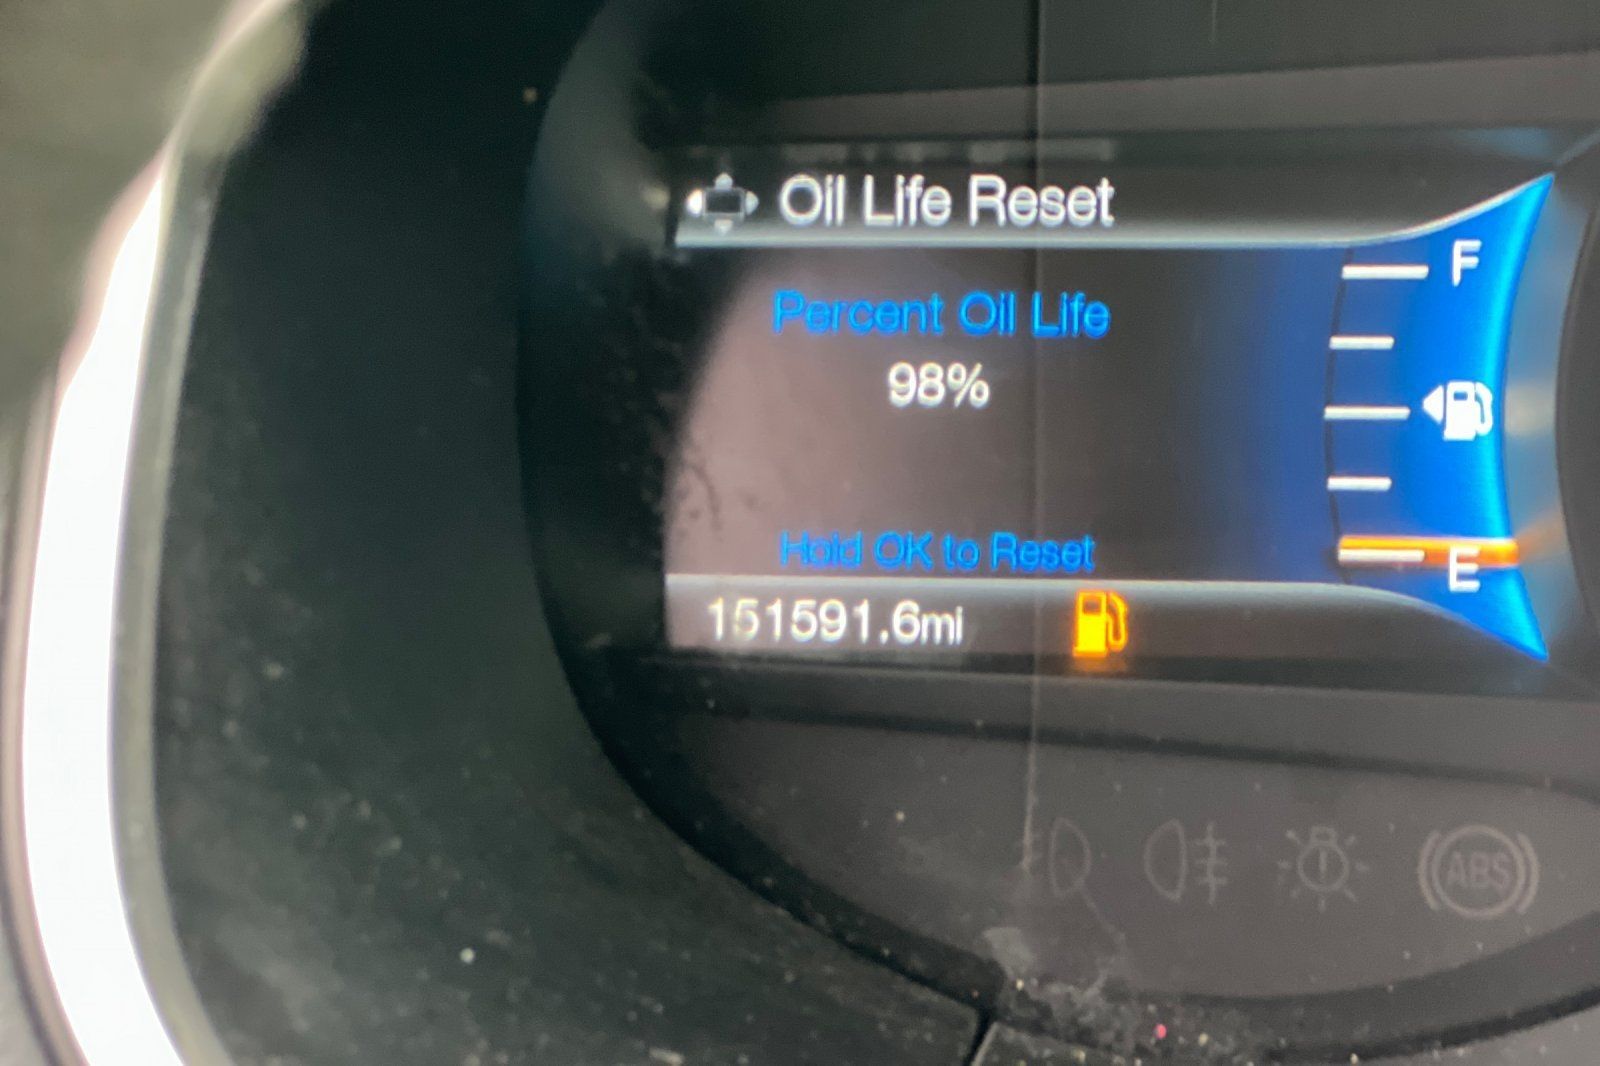 Oil Life Reset
F
Percent Oil Life
98%
Hold OK to Reset
E
151591.6mi
ABS